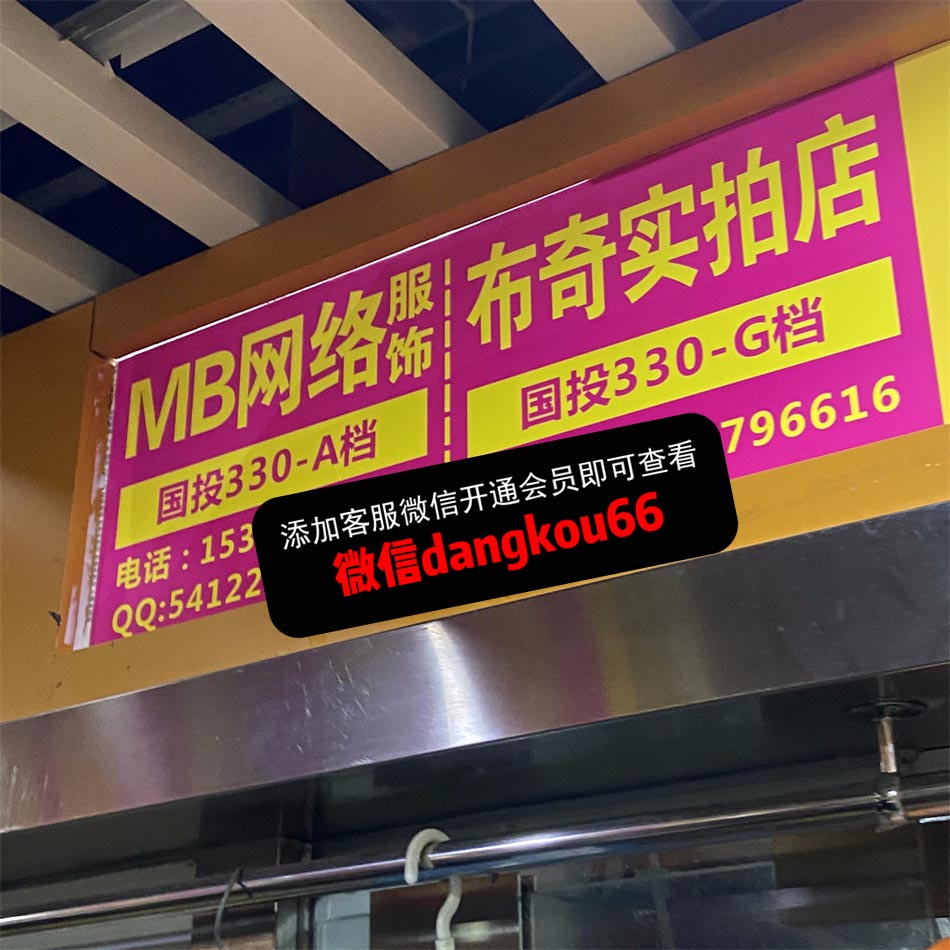 MB网络服饰
国投330-A档
电话：153
QQ:54122
布奇实拍店
国投330-G档
796616
添加客服微信开通会员即可查看
微信dangkou66